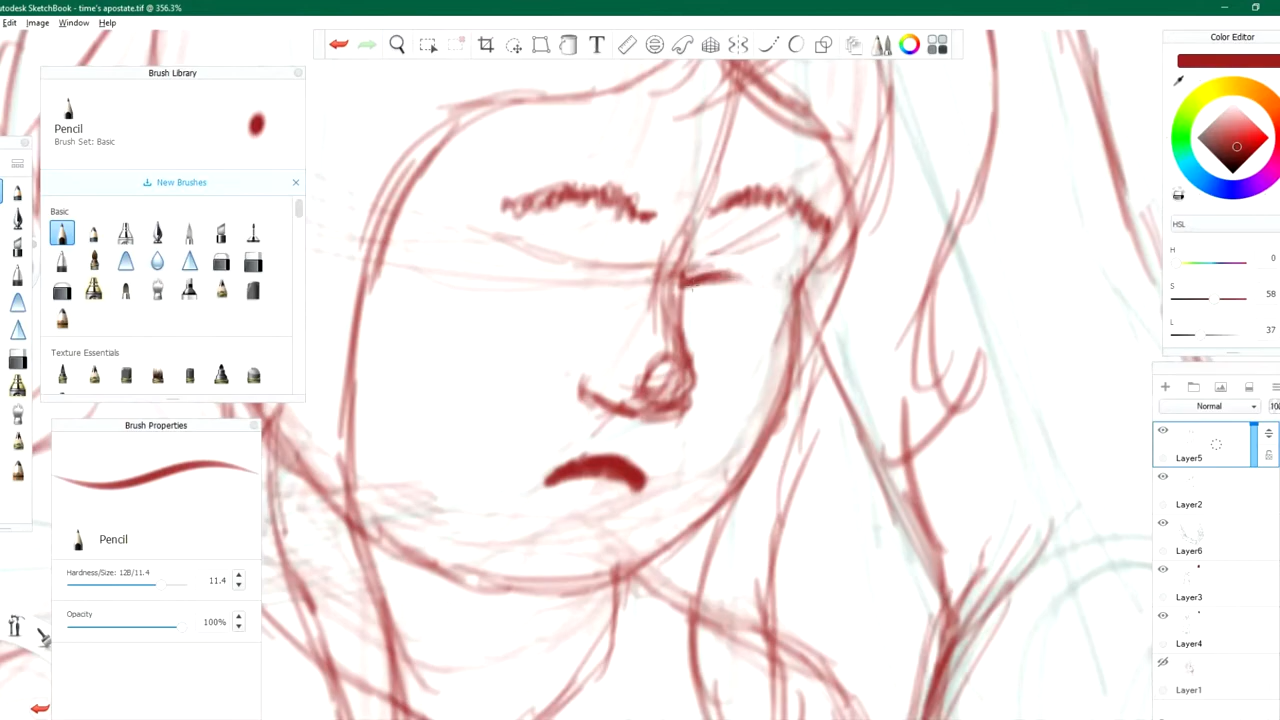 utodesk SketchBook - time's apostate.tif @ 356.3%
Edit Image Window Help
Brush Library
Pencil
Brush Set: Basic
New Brushes
Basic
Texture Essentials
Brush Properties
Pencil
Hardness/Size: 12B/11.4
11.4
Opacity
100%
T
Color Editor
HSL
H
0
S
58
L
37
Normal
100
Layer5
Layer2
Layer6
Layer3
Layer4
Layer1